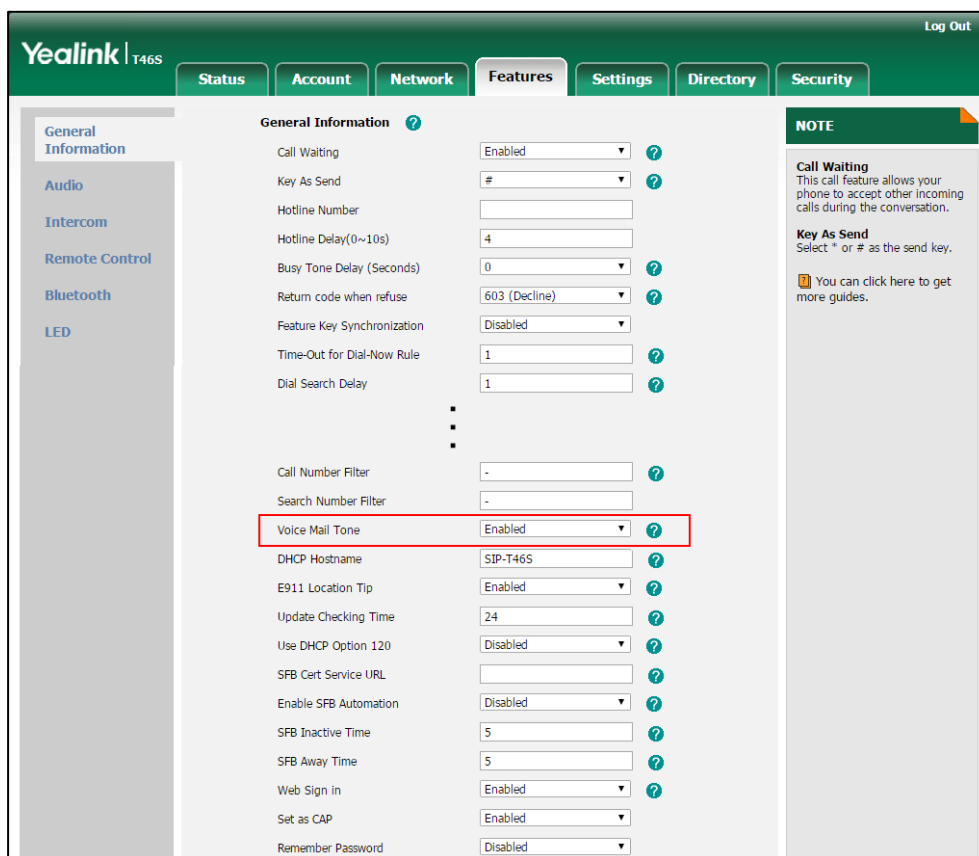 Log Out
Yealink | T46S
Status Account Network Features Settings Directory Security
General Information
Audio
Intercom
Remote Control
Bluetooth
LED
General Information ?
Call Waiting Enabled ?
Key As Send # ?
Hotline Number
Hotline Delay(0~10s) 4
Busy Tone Delay (Seconds) 0 ?
Return code when refuse 603 (Decline) ?
Feature Key Synchronization Disabled
Time-Out for Dial-Now Rule 1 ?
Dial Search Delay 1 ?
Call Number Filter - ?
Search Number Filter -
Voice Mail Tone Enabled ?
DHCP Hostname SIP-T46S ?
E911 Location Tip Enabled ?
Update Checking Time 24 ?
Use DHCP Option 120 Disabled ?
SFB Cert Service URL ?
Enable SFB Automation Disabled ?
SFB Inactive Time 5 ?
SFB Away Time 5 ?
Web Sign in Enabled ?
Set as CAP Enabled
Remember Password Disabled
NOTE
Call Waiting
This call feature allows your
phone to accept other incoming
calls during the conversation.
Key As Send
Select * or # as the send key.
? You can click here to get
more guides.